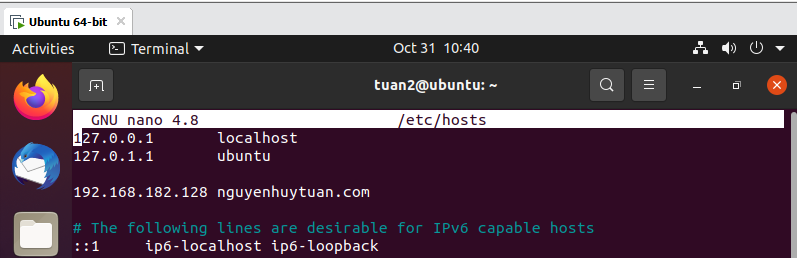 Ubuntu 64-bit
Activities Terminal Oct 31 10:40
tuan2@ubuntu: ~
GNU nano 4.8 /etc/hosts
127.0.0.1 localhost
127.0.1.1 ubuntu
192.168.182.128 nguyenhuytuan.com
# The following lines are desirable for IPv6 capable hosts
::1 ip6-localhost ip6-loopback